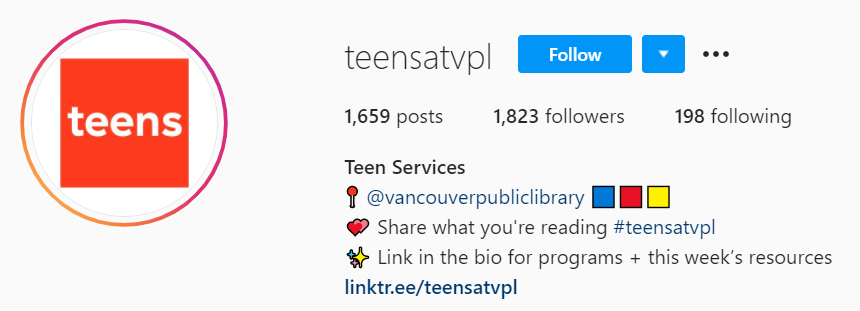 teens
teensatvpl Follow
1,659 posts 1,823 followers 198 following
Teen Services
@vancouverpubliclibrary
Share what you're reading #teensatvpl
Link in the bio for programs + this week’s resources
linktr.ee/teensatvpl